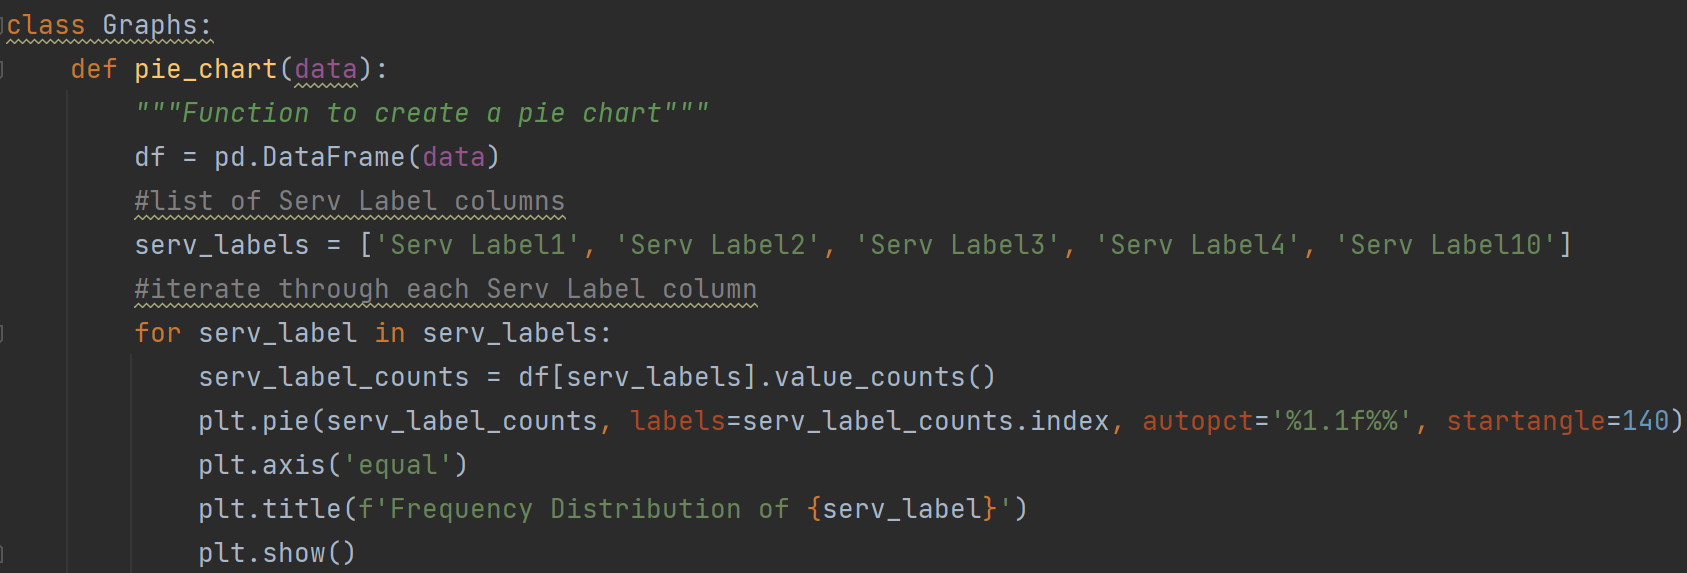 class Graphs:
    def pie_chart(data):
        """Function to create a pie chart"""
        df = pd.DataFrame(data)
        #list of Serv Label columns
        serv_labels = ['Serv Label1', 'Serv Label2', 'Serv Label3', 'Serv Label4', 'Serv Label10']
        #iterate through each Serv Label column
        for serv_label in serv_labels:
            serv_label_counts = df[serv_labels].value_counts()
            plt.pie(serv_label_counts, labels=serv_label_counts.index, autopct='%1.1f%%', startangle=140)
            plt.axis('equal')
            plt.title(f'Frequency Distribution of {serv_label}')
            plt.show()